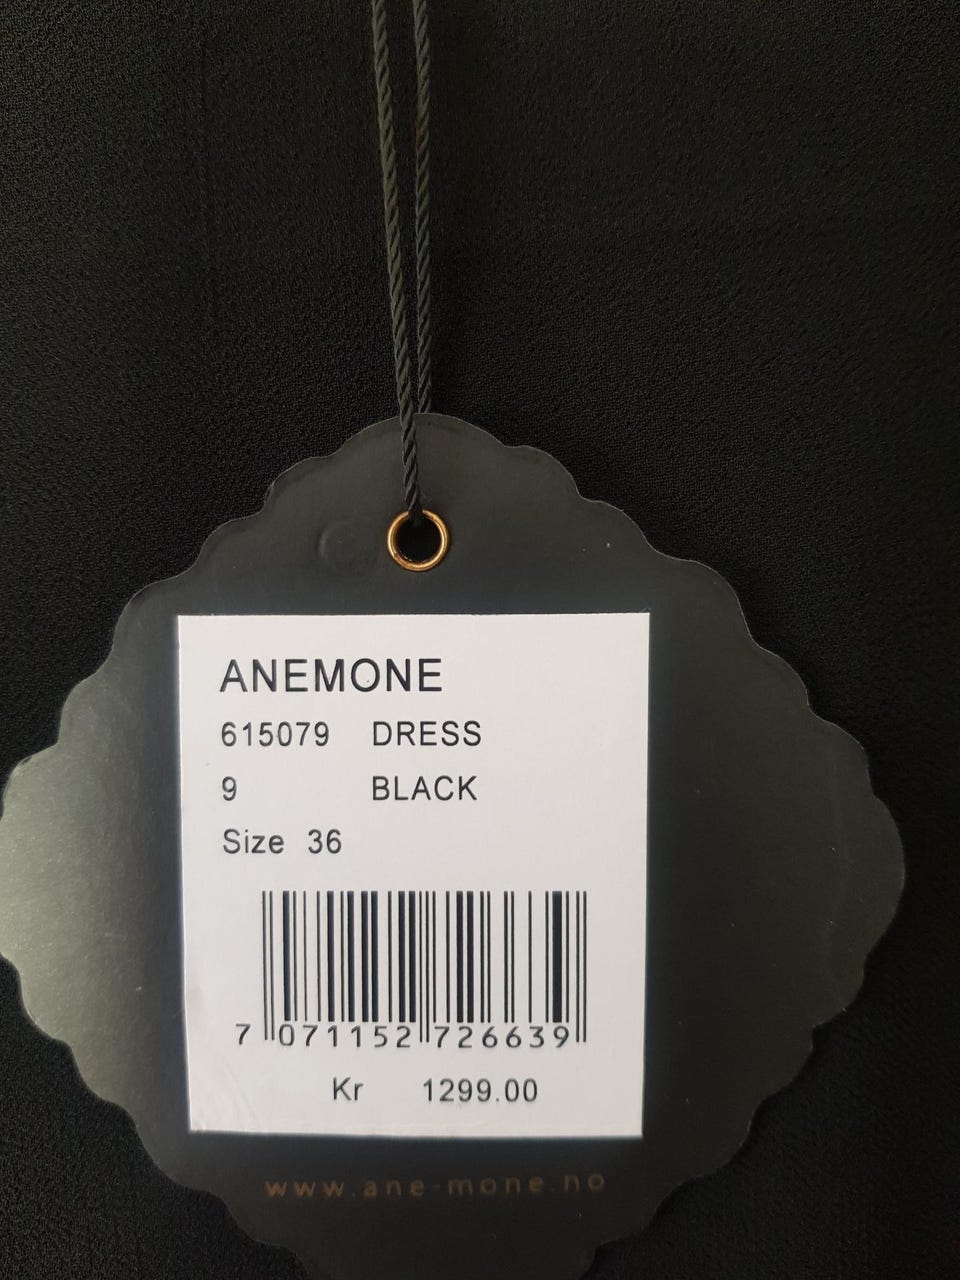 ANEMONE
615079 DRESS
9 BLACK
Size 36
7 071152 726639
Kr 1299.00
www.ane-mone.no